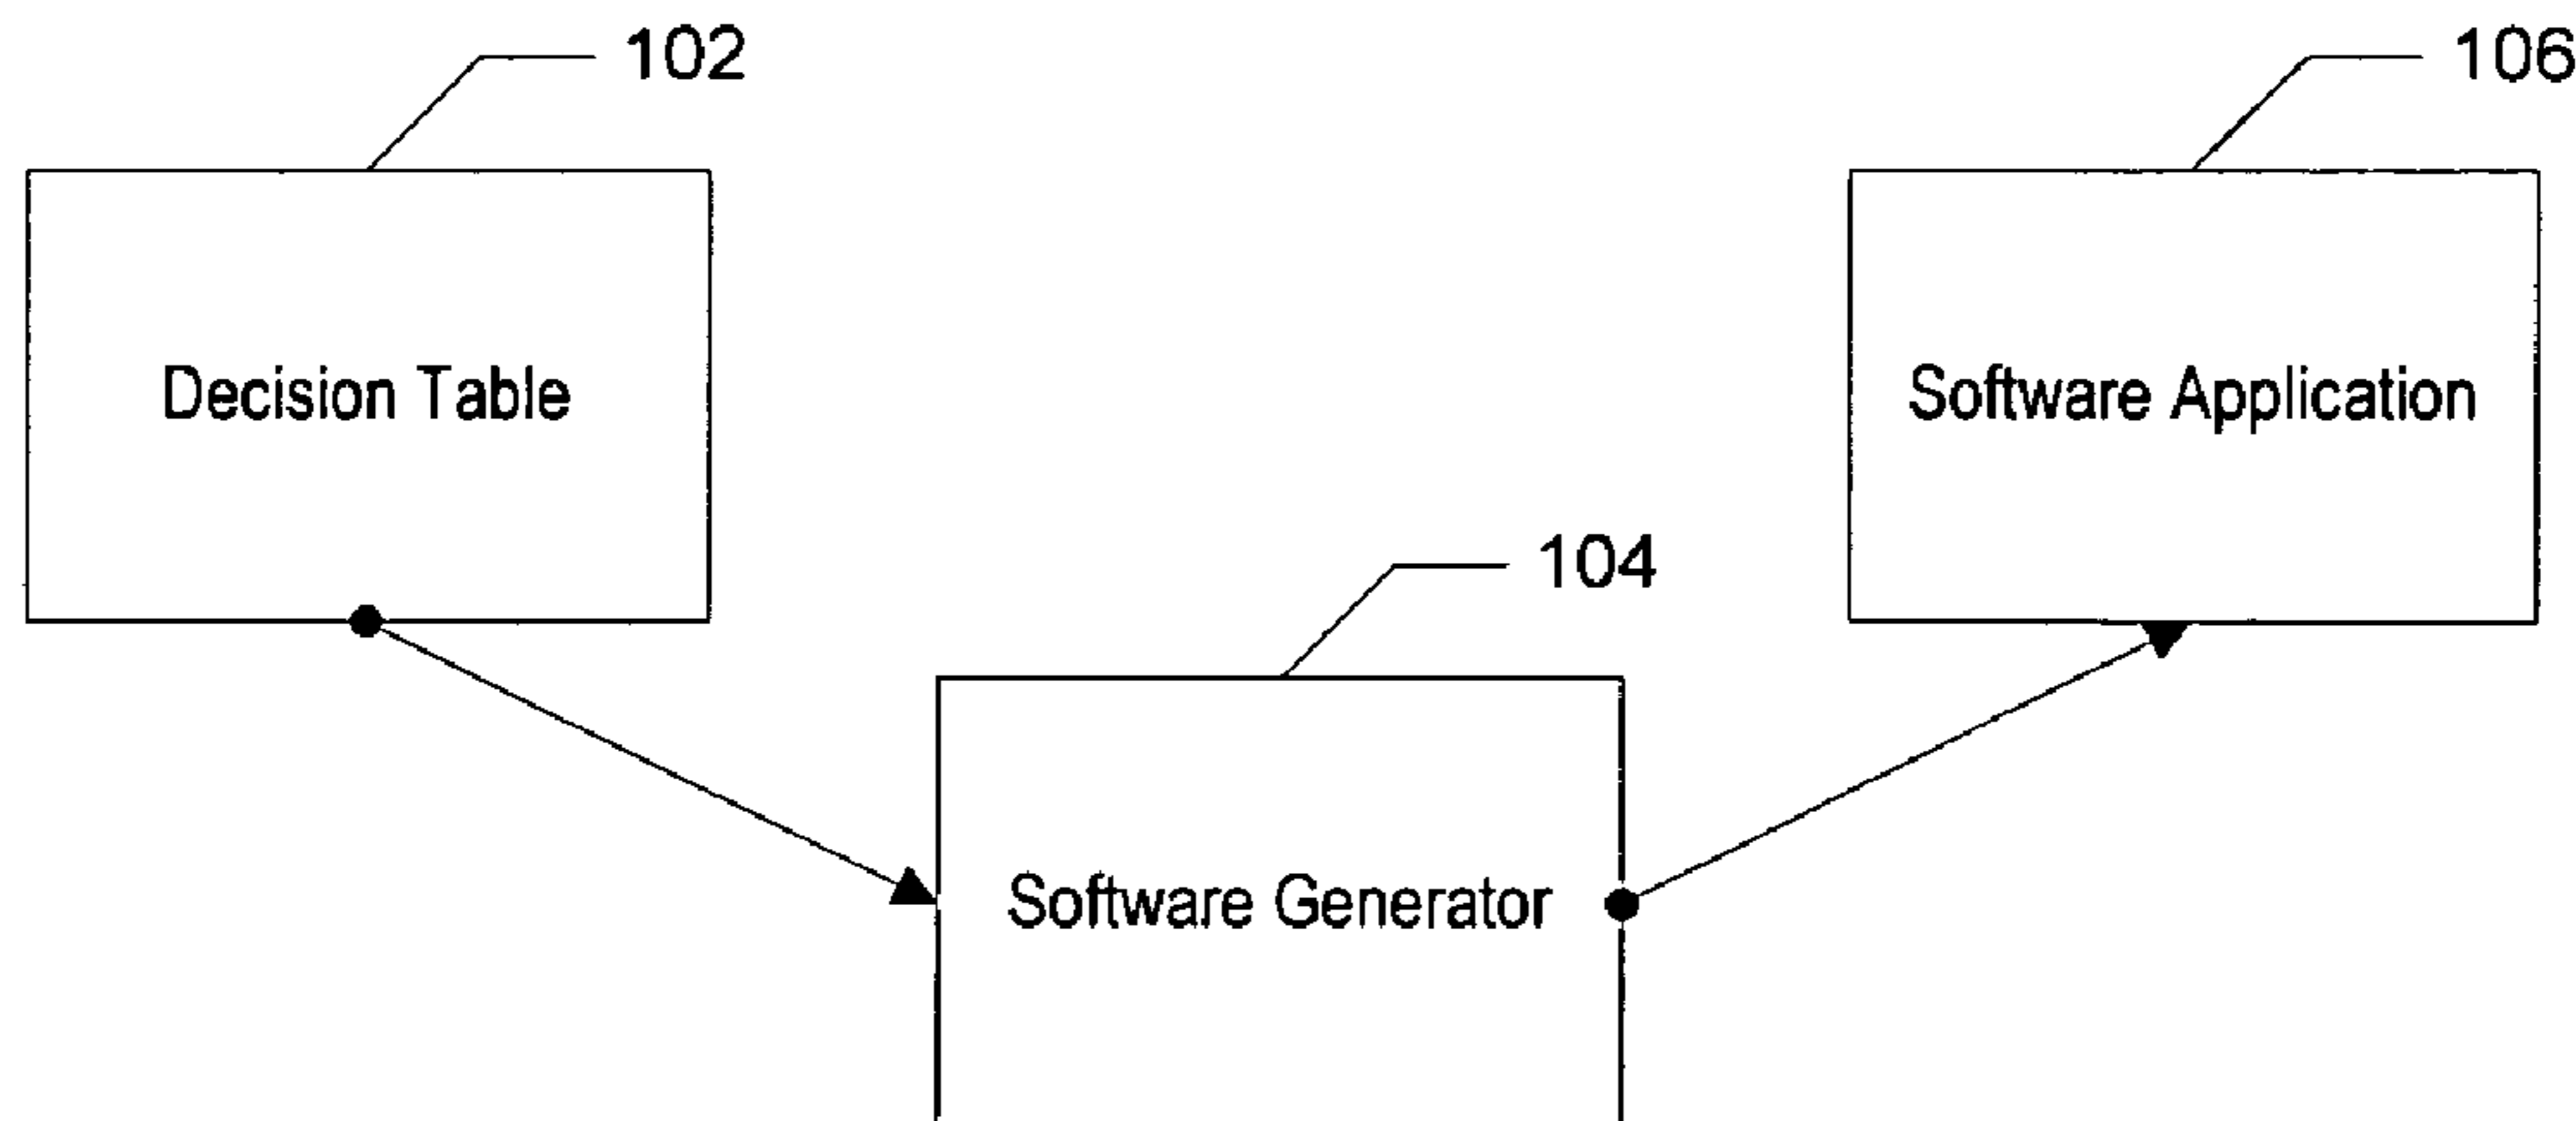 102
106
Decision Table
Software Application
104
Software Generator